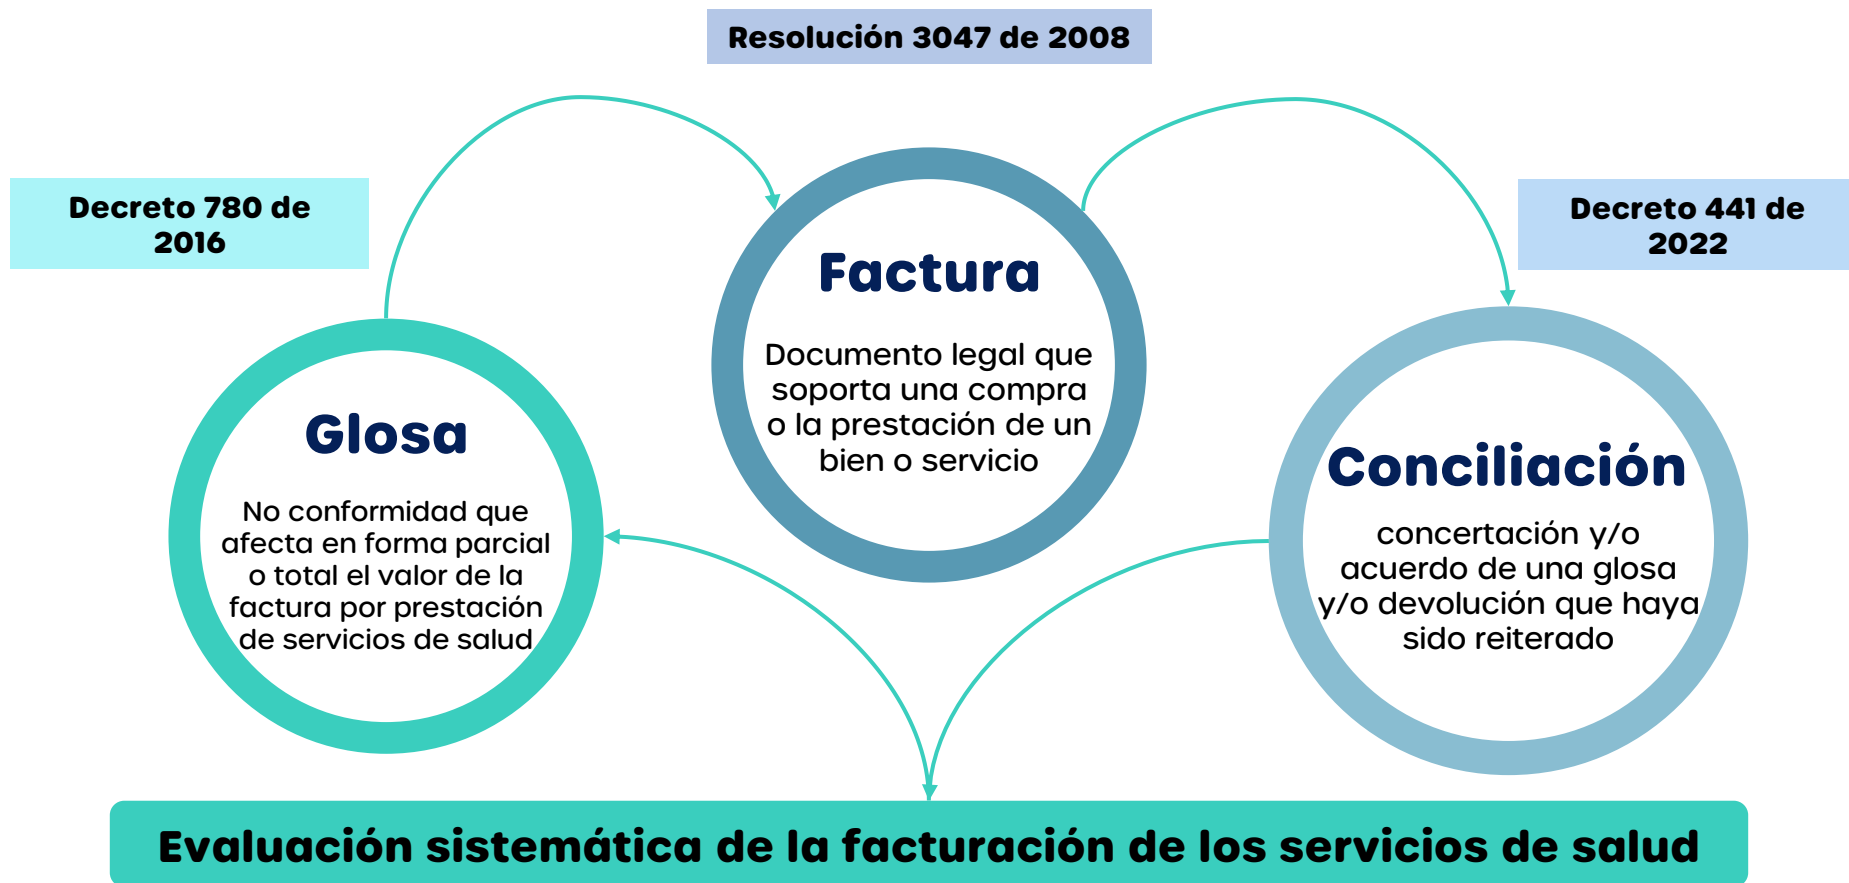 Resolución 3047 de 2008
Decreto 780 de
2016
Decreto 441 de
2022
Factura
Documento legal que
soporta una compra
o la prestación de un
bien o servicio
Glosa
No conformidad que
afecta en forma parcial
o total el valor de la
factura por prestación
de servicios de salud
Conciliación
concertación y/o
acuerdo de una glosa
y/o devolución que haya
sido reiterado
Evaluación sistemática de la facturación de los servicios de salud